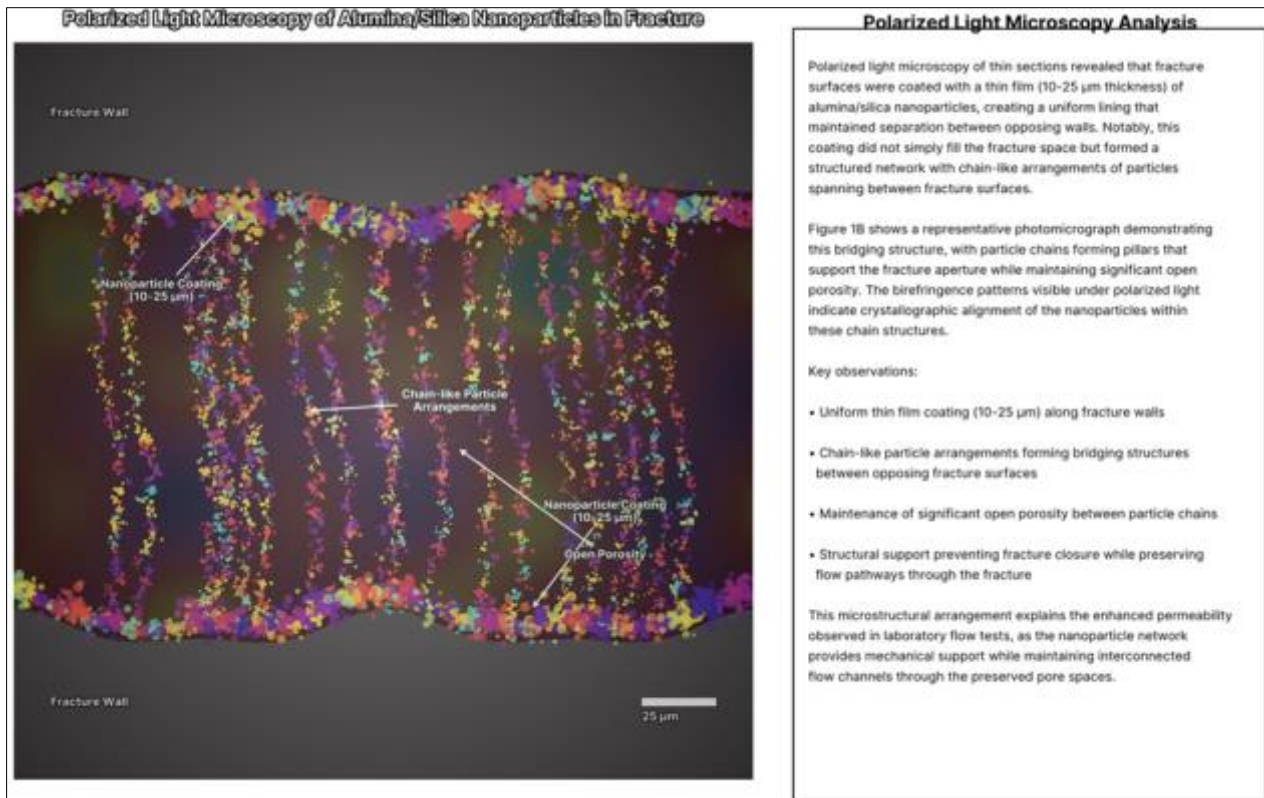 Polarized Light Microscopy of Alumina/Silica Nanoparticles in Fracture
Fracture Wall
Nanoparticle Coating
(10-25 µm)
Chain-like Particle
Arrangements
Nanoparticle Coating
(10-25 µm)
Open Porosity
Fracture Wall
25 µm
Polarized Light Microscopy Analysis
Polarized light microscopy of thin sections revealed that fracture
surfaces were coated with a thin film (10-25 µm thickness) of
alumina/silica nanoparticles, creating a uniform lining that
maintained separation between opposing walls. Notably, this
coating did not simply fill the fracture space but formed a
structured network with chain-like arrangements of particles
spanning between fracture surfaces.
Figure 1B shows a representative photomicrograph demonstrating
this bridging structure, with particle chains forming pillars that
support the fracture aperture while maintaining significant open
porosity. The birefringence patterns visible under polarized light
indicate crystallographic alignment of the nanoparticles within
these chain structures.
Key observations:
• Uniform thin film coating (10-25 µm) along fracture walls
• Chain-like particle arrangements forming bridging structures
between opposing fracture surfaces
• Maintenance of significant open porosity between particle chains
• Structural support preventing fracture closure while preserving
flow pathways through the fracture
This microstructural arrangement explains the enhanced permeability
observed in laboratory flow tests, as the nanoparticle network
provides mechanical support while maintaining interconnected
flow channels through the preserved pore spaces.